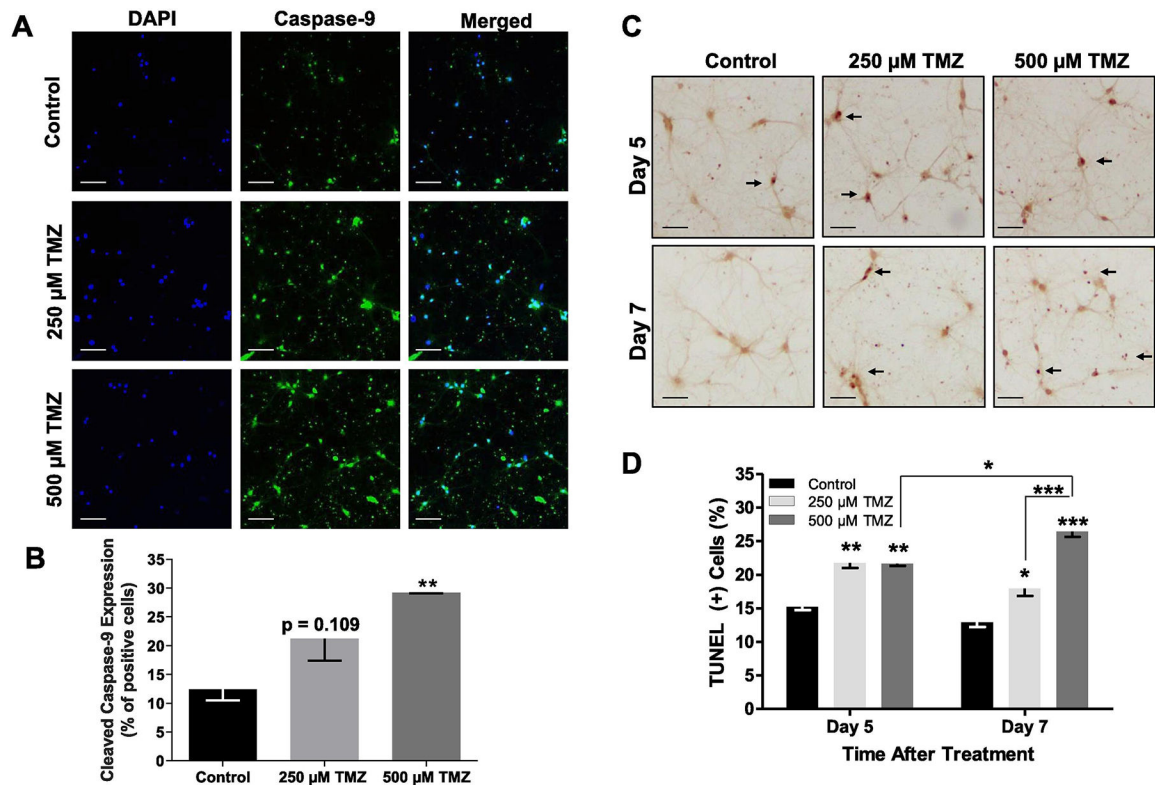 A
DAPI
Caspase-9
Merged
Control
250 µM TMZ
500 µM TMZ
B
Cleaved Caspase-9 Expression
(% of positive cells)
35
30
25
20
15
10
5
0
p = 0.109
**
Control
250 µM TMZ
500 µM TMZ
C
Control
250 µM TMZ
500 µM TMZ
Day 5
Day 7
D
TUNEL (+) Cells (%)
35
30
25
20
15
10
5
0
Control
250 µM TMZ
500 µM TMZ
*
***
**
**
*
***
Day 5
Day 7
Time After Treatment